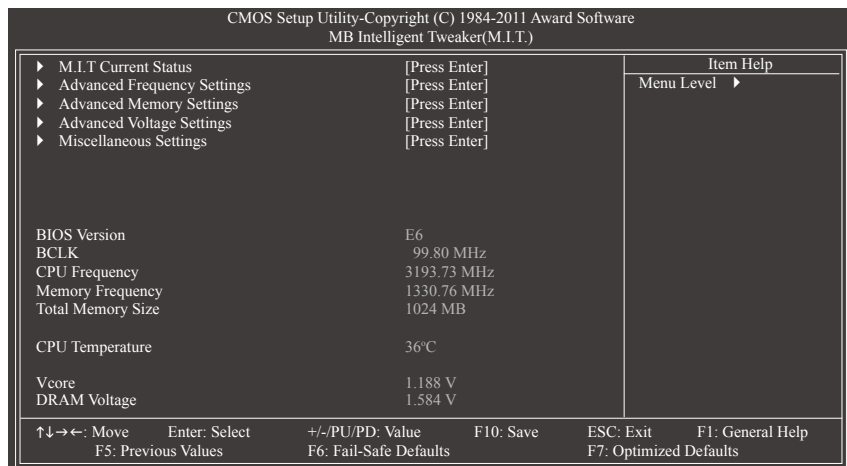 CMOS Setup Utility-Copyright (C) 1984-2011 Award Software
MB Intelligent Tweaker(M.I.T.)
M.I.T Current Status [Press Enter]
Advanced Frequency Settings [Press Enter]
Advanced Memory Settings [Press Enter]
Advanced Voltage Settings [Press Enter]
Miscellaneous Settings [Press Enter]
Item Help
Menu Level
BIOS Version E6
BCLK 99.80 MHz
CPU Frequency 3193.73 MHz
Memory Frequency 1330.76 MHz
Total Memory Size 1024 MB
CPU Temperature 36ºC
Vcore 1.188 V
DRAM Voltage 1.584 V
↑↓→←: Move Enter: Select +/-/PU/PD: Value F10: Save ESC: Exit F1: General Help
F5: Previous Values F6: Fail-Safe Defaults F7: Optimized Defaults